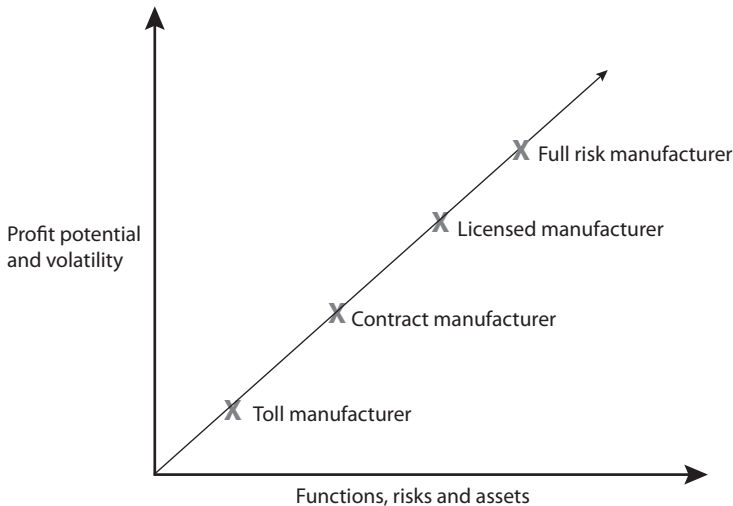 X Full risk manufacturer
X Licensed manufacturer
Profit potential
and volatility
X Contract manufacturer
X Toll manufacturer
Functions, risks and assets